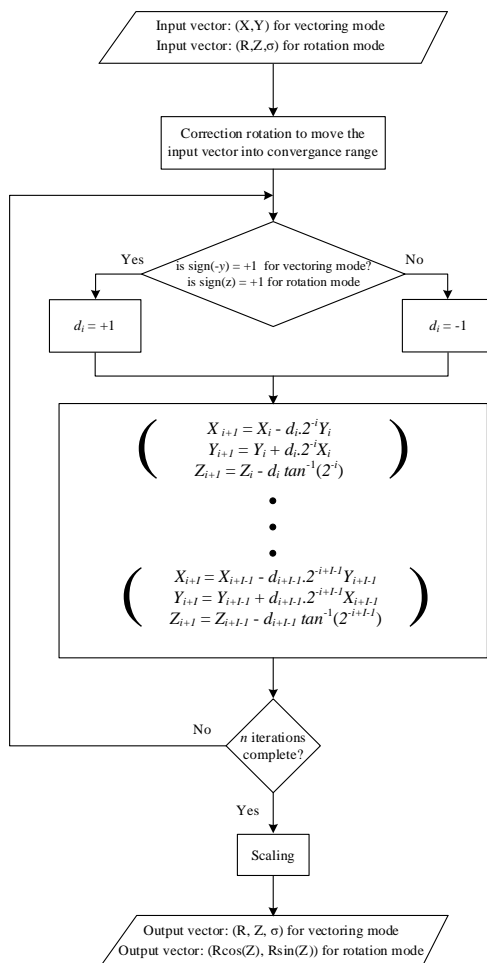 Input vector: (X,Y) for vectoring mode
Input vector: (R,Z,σ) for rotation mode
Correction rotation to move the
input vector into convergance range
Yes
is sign(-y) = +1 for vectoring mode?
is sign(z) = +1 for rotation mode
No
d_i = +1
d_i = -1
( X_{i+1} = X_i - d_i.2^{-i}Y_i )
Y_{i+1} = Y_i + d_i.2^{-i}X_i
Z_{i+1} = Z_i - d_i tan^{-1}(2^{-i})
•
•
•
( X_{i+I} = X_{i+I-1} - d_{i+I-1}.2^{-i+I-1}Y_{i+I-1} )
Y_{i+I} = Y_{i+I-1} + d_{i+I-1}.2^{-i+I-1}X_{i+I-1}
Z_{i+1} = Z_{i+I-1} - d_{i+I-1} tan^{-1}(2^{-i+I-1})
No
n iterations
complete?
Yes
Scaling
Output vector: (R, Z, σ) for vectoring mode
Output vector: (Rcos(Z), Rsin(Z)) for rotation mode